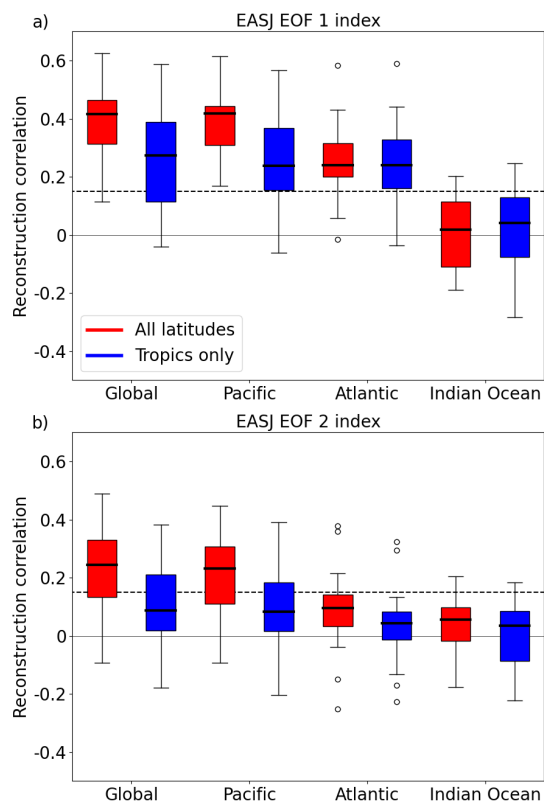 a) EASJ EOF 1 index
Reconstruction correlation
0.6
0.4
0.2
0
-0.2
-0.4
All latitudes
Tropics only
Global Pacific Atlantic Indian Ocean
b) EASJ EOF 2 index
Reconstruction correlation
0.6
0.4
0.2
0
-0.2
-0.4
Global Pacific Atlantic Indian Ocean